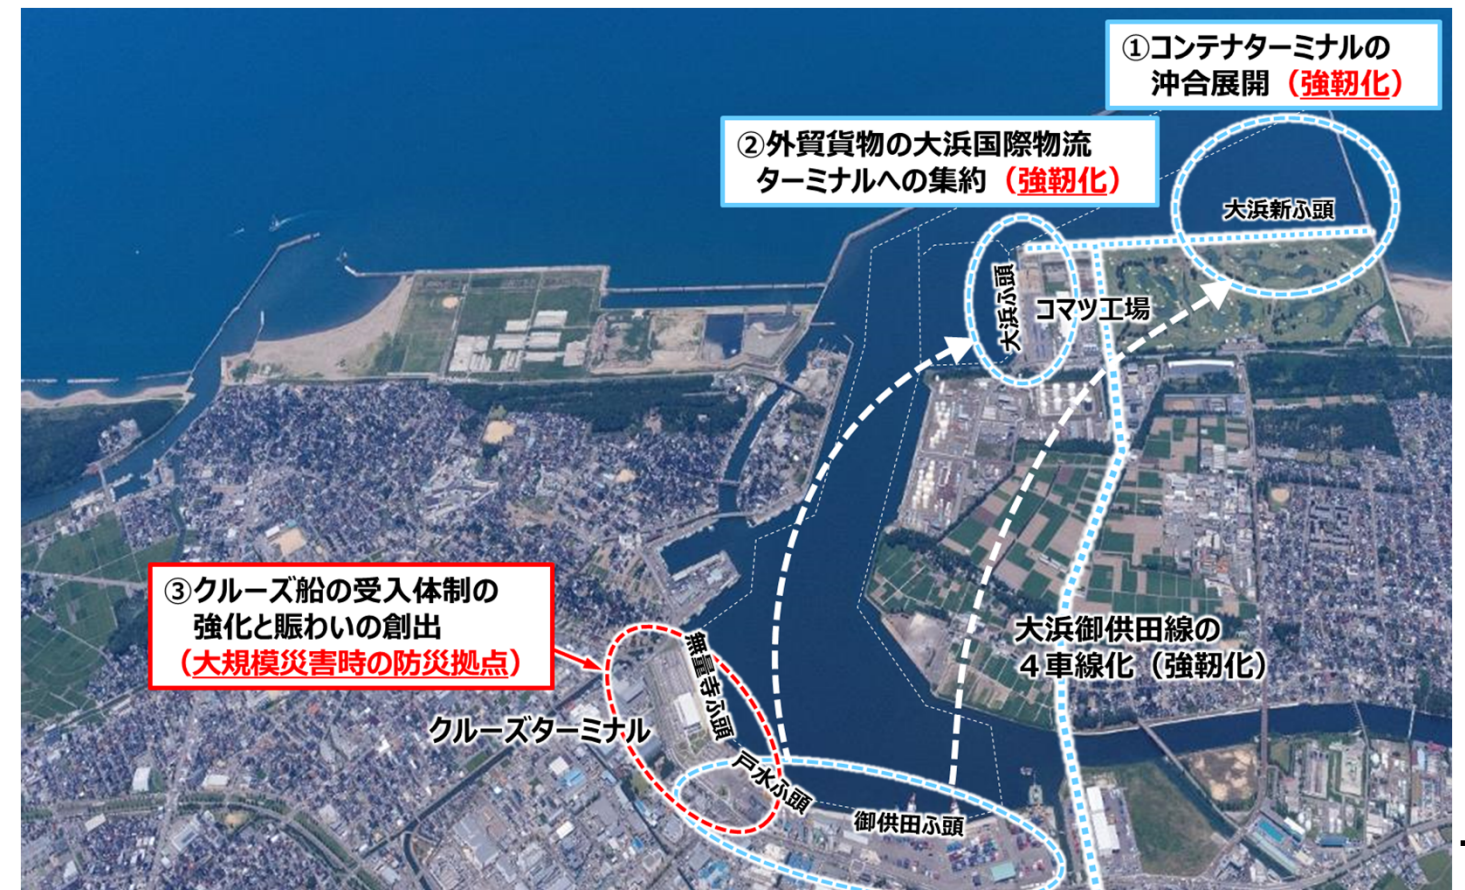 ①コンテナターミナルの
沖合展開（強靭化）
②外貿貨物の大浜国際物流
ターミナルへの集約（強靭化）
大浜新ふ頭
大浜ふ頭
コマツ工場
③クルーズ船の受入体制の
強化と賑わいの創出
（大規模災害時の防災拠点）
大浜御供田線の
４車線化（強靭化）
無量寺ふ頭
クルーズターミナル
戸水ふ頭
御供田ふ頭